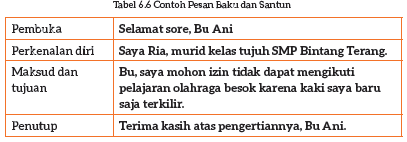 Tabel 6.6 Contoh Pesan Baku dan Santun
Pembuka Selamat sore, Bu Ani
Perkenalan diri Saya Ria, murid kelas tujuh SMP Bintang Terang.
Maksud dan tujuan Bu, saya mohon izin tidak dapat mengikuti
pelajaran olahraga besok karena kaki saya baru
saja terkilir.
Penutup Terima kasih atas pengertiannya, Bu Ani.